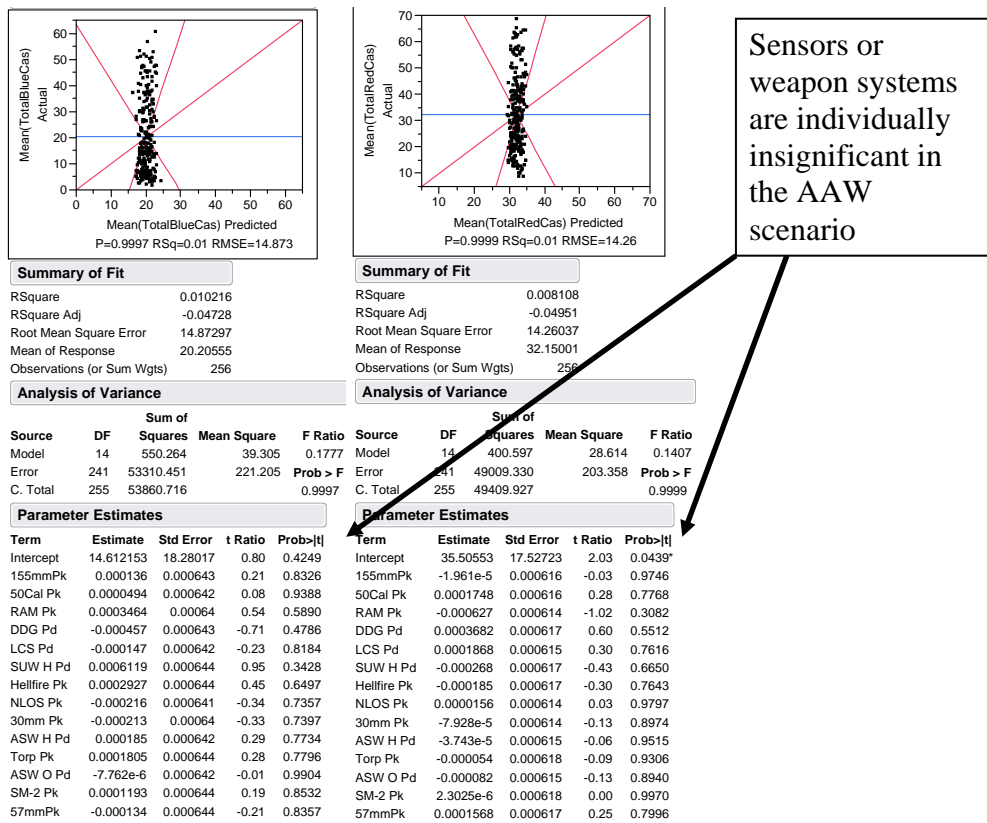 Mean(TotalBlueCas)
Actual
60
50
40
30
20
10
0
0 10 20 30 40 50 60
Mean(TotalBlueCas) Predicted
P=0.9997 RSq=0.01 RMSE=14.873
Summary of Fit
RSquare 0.010216
RSquare Adj -0.04728
Root Mean Square Error 14.87297
Mean of Response 20.20555
Observations (or Sum Wgts) 256
Analysis of Variance
Sum of
Source DF Squares Mean Square F Ratio
Model 14 550.264 39.305 0.1777
Error 241 53310.451 221.205 Prob > F
C. Total 255 53860.716 0.9997
Parameter Estimates
Term Estimate Std Error t Ratio Prob>|t|
Intercept 14.612153 18.28017 0.80 0.4249
155mmPk 0.000136 0.000643 0.21 0.8326
50Cal Pk 0.0000494 0.000642 0.08 0.9388
RAM Pk 0.0003464 0.00064 0.54 0.5890
DDG Pd -0.000457 0.000643 -0.71 0.4786
LCS Pd -0.000147 0.000642 -0.23 0.8184
SUW H Pd 0.0006119 0.000644 0.95 0.3428
Hellfire Pk 0.0002927 0.000644 0.45 0.6497
NLOS Pk -0.000216 0.000641 -0.34 0.7357
30mm Pk -0.000213 0.00064 -0.33 0.7397
ASW H Pd 0.000185 0.000642 0.29 0.7734
Torp Pk 0.0001805 0.000644 0.28 0.7796
ASW O Pd -7.762e-6 0.000642 -0.01 0.9904
SM-2 Pk 0.0001193 0.000644 0.19 0.8532
57mmPk -0.000134 0.000644 -0.21 0.8357
Mean(TotalRedCas)
Actual
70
60
50
40
30
20
10
10 20 30 40 50 60 70
Mean(TotalRedCas) Predicted
P=0.9999 RSq=0.01 RMSE=14.26
Summary of Fit
RSquare 0.008108
RSquare Adj -0.04951
Root Mean Square Error 14.26037
Mean of Response 32.15001
Observations (or Sum Wgts) 256
Analysis of Variance
Sum of
Source DF Squares Mean Square F Ratio
Model 14 400.597 28.614 0.1407
Error 241 49009.330 203.358 Prob > F
C. Total 255 49409.927 0.9999
Parameter Estimates
Term Estimate Std Error t Ratio Prob>|t|
Intercept 35.50553 17.52723 2.03 0.0439*
155mmPk -1.961e-5 0.000616 -0.03 0.9746
50Cal Pk 0.0001748 0.000616 0.28 0.7768
RAM Pk -0.000627 0.000614 -1.02 0.3082
DDG Pd 0.0003682 0.000617 0.60 0.5512
LCS Pd 0.0001868 0.000615 0.30 0.7616
SUW H Pd -0.000268 0.000617 -0.43 0.6650
Hellfire Pk -0.000185 0.000617 -0.30 0.7643
NLOS Pk 0.0000156 0.000614 0.03 0.9797
30mm Pk -7.928e-5 0.000614 -0.13 0.8974
ASW H Pd -3.743e-5 0.000615 -0.06 0.9515
Torp Pk -0.000054 0.000618 -0.09 0.9306
ASW O Pd -0.000082 0.000615 -0.13 0.8940
SM-2 Pk 2.3025e-6 0.000618 0.00 0.9970
57mmPk 0.0001568 0.000617 0.25 0.7996
Sensors or
weapon systems
are individually
insignificant in
the AAW
scenario